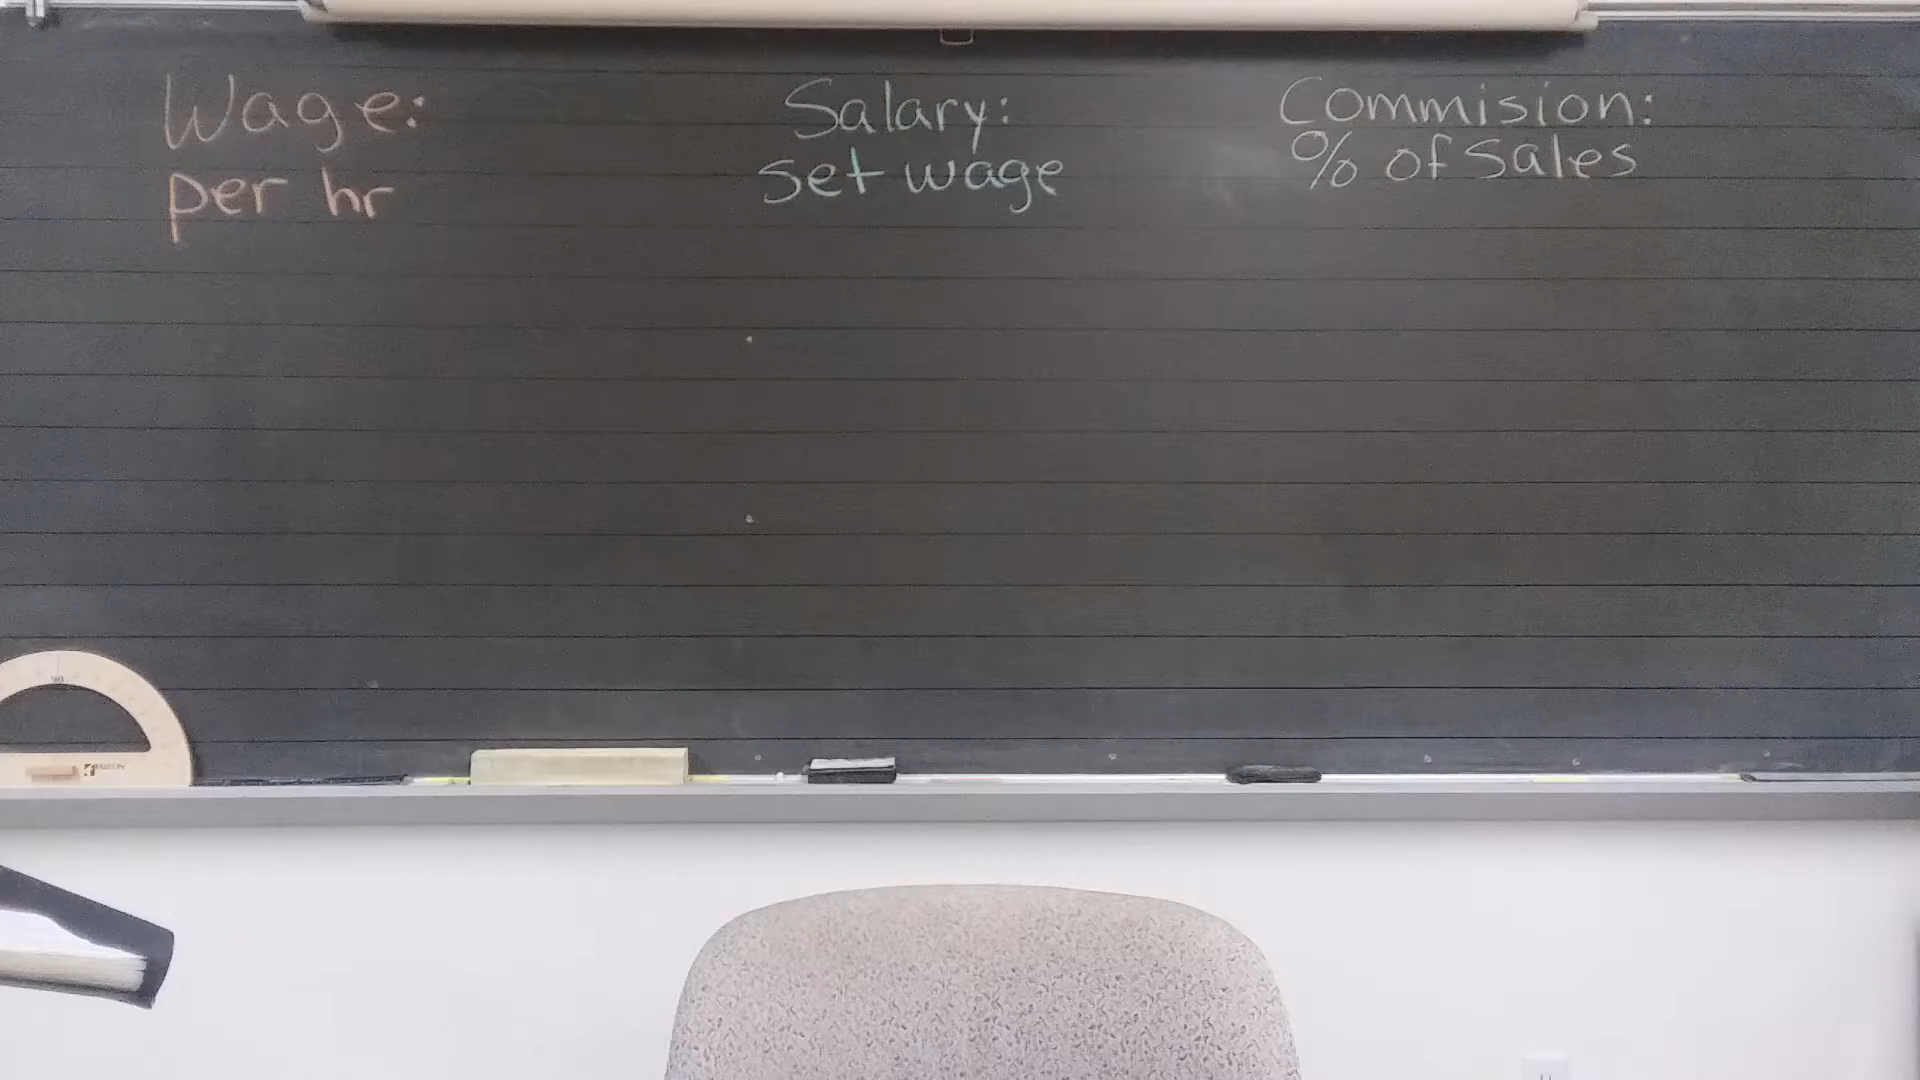 Wage:
per hr
Salary:
set wage
Commision:
% of Sales